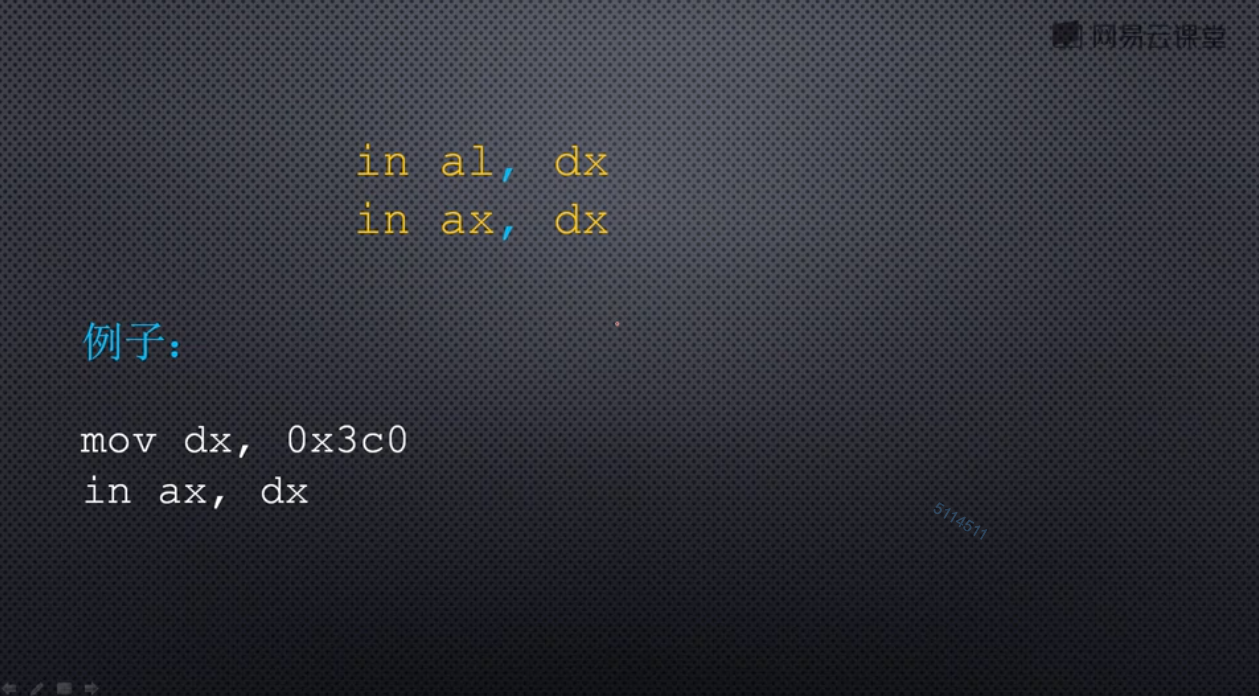 网易云课堂
in al, dx
in ax, dx
例子：
mov dx, 0x3c0
in ax, dx
5114511